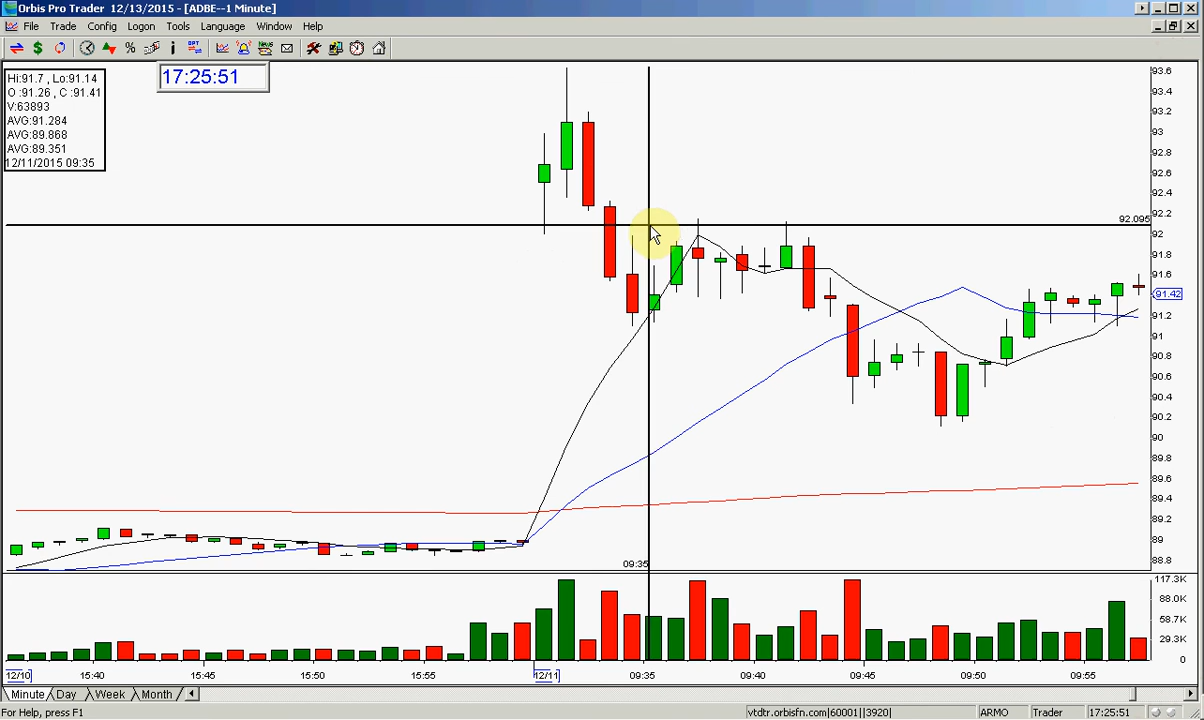 Orbis Pro Trader 12/13/2015 - [ADBE--1 Minute]
File Trade Config Logon Tools Language Window Help
17:25:51
Hi:91.7 , Lo:91.14
O :91.26 , C :91.41
V:63893
AVG:91.284
AVG:89.868
AVG:89.351
12/11/2015 09:35
93.6
93.4
93.2
93
92.8
92.6
92.4
92.2
92.095
92
91.8
91.6
91.42
91.2
91
90.8
90.6
90.4
90.2
90
89.8
89.6
89.4
89.2
89
88.8
09:35
117.3K
88.0K
58.7K
29.3K
0
12/10 15:40 15:45 15:50 15:55 12/11 09:35 09:40 09:45 09:50 09:55
Minute Day Week Month
For Help, press F1 vtdtr.orbisfn.com|60001||3920| ARMO Trader 17:25:51